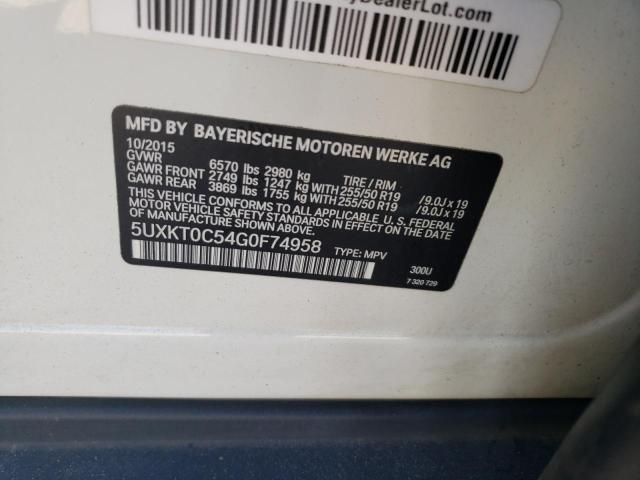 yDealerLot.com
MFD BY BAYERISCHE MOTOREN WERKE AG
10/2015
GVWR 6570 lbs 2980 kg TIRE / RIM
GAWR FRONT 2749 lbs 1247 kg WITH 255/50 R19 /9.0J x 19
GAWR REAR 3869 lbs 1755 kg WITH 255/50 R19 /9.0J x 19
THIS VEHICLE CONFORMS TO ALL APPLICABLE U. S. FEDERAL
MOTOR VEHICLE SAFETY STANDARDS IN EFFECT ON THE
DATE OF MANUFACTURE SHOWN ABOVE.
5UXKT0C54G0F74958 TYPE: MPV
300U
7 320 729